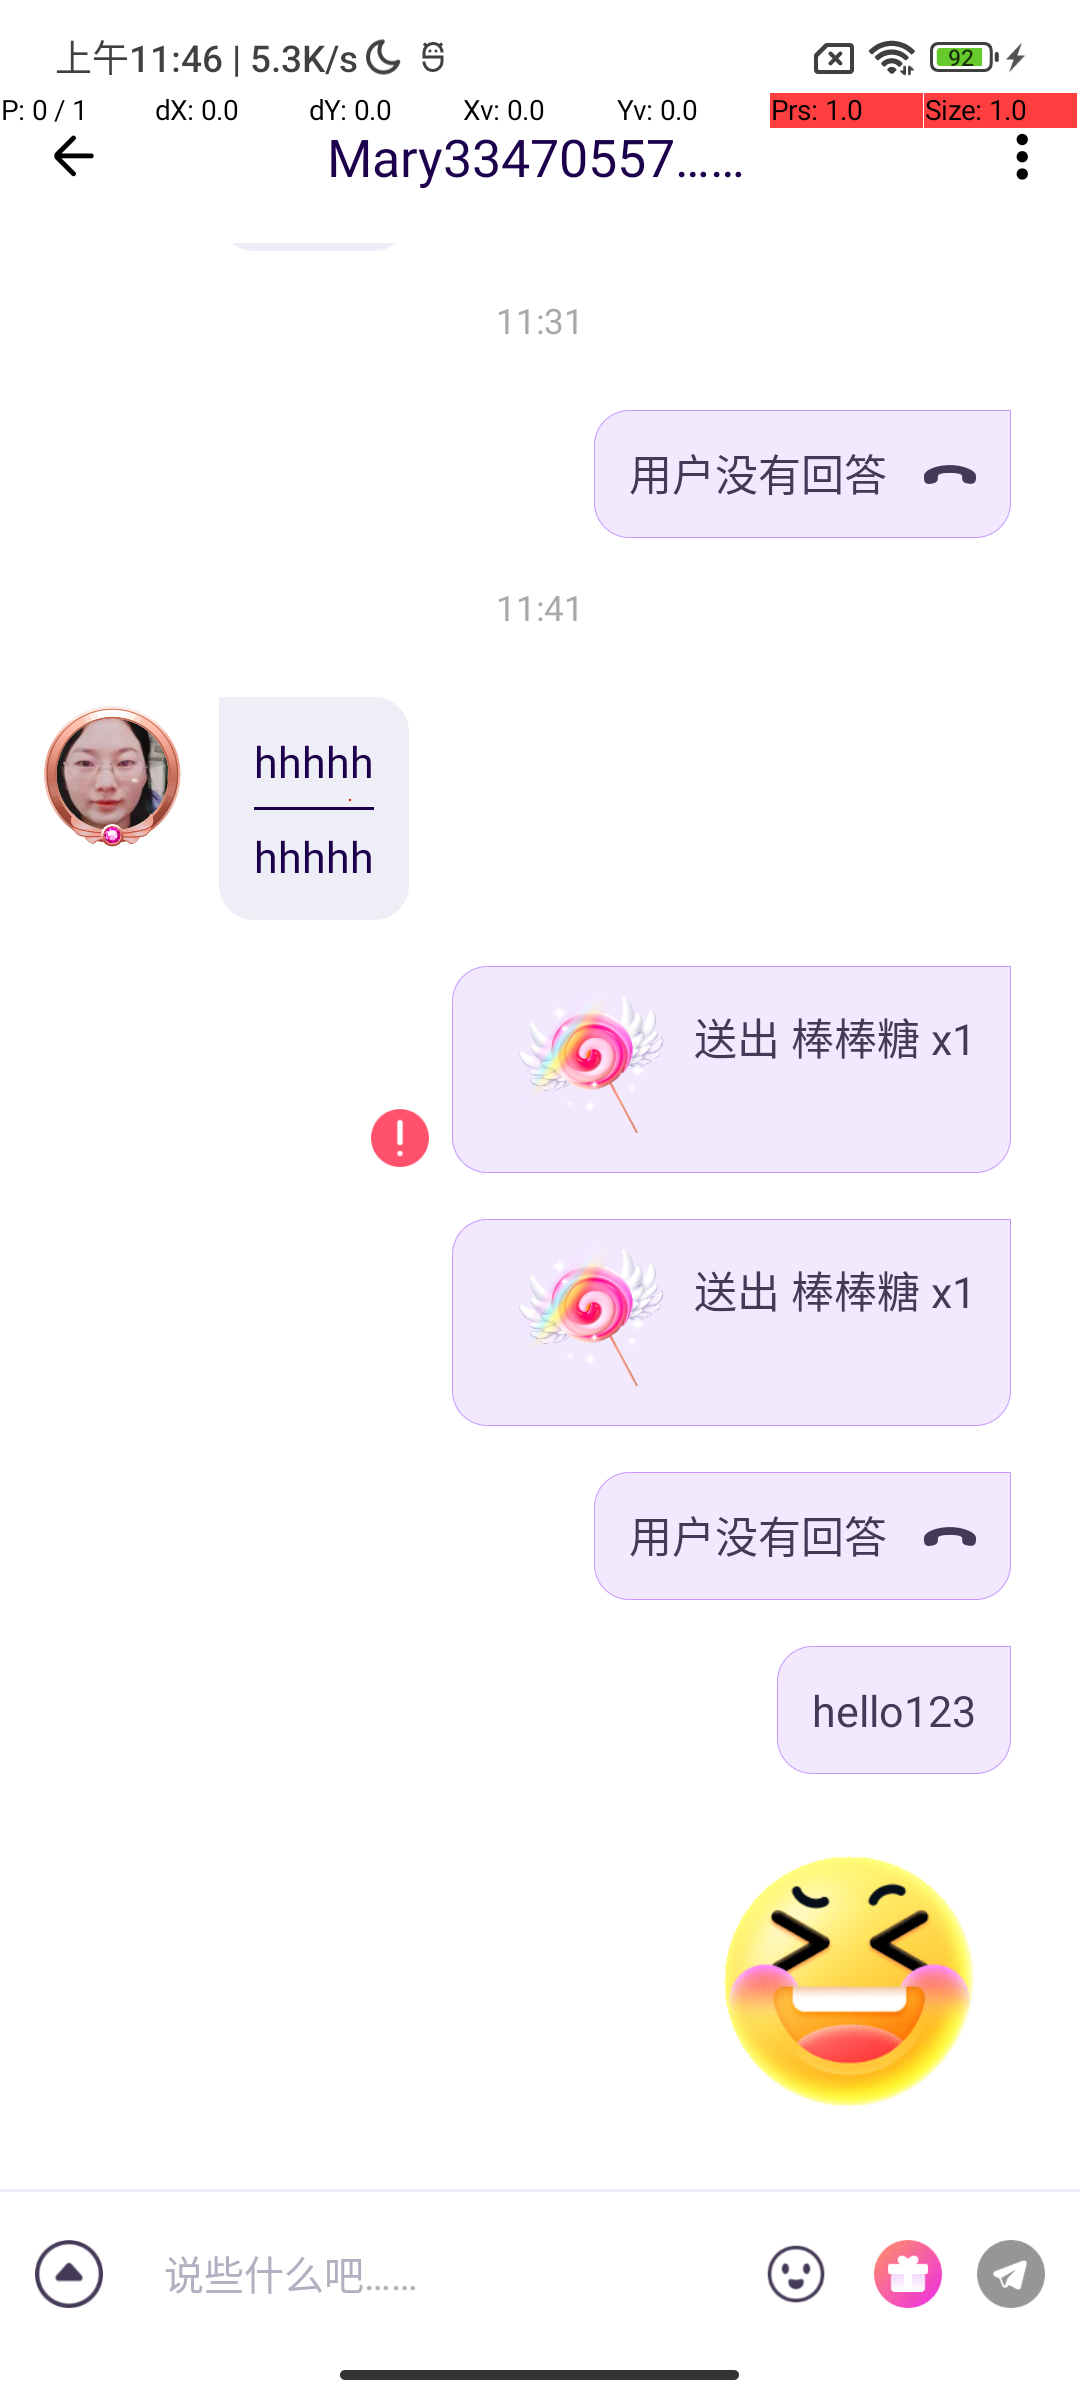 上午11:46 | 5.3K/s
92
P: 0 / 1 dX: 0.0 dY: 0.0 Xv: 0.0 Yv: 0.0 Prs: 1.0 Size: 1.0
Mary33470557......
11:31
用户没有回答
11:41
hhhhh
hhhhh
送出 棒棒糖 x1
送出 棒棒糖 x1
用户没有回答
hello123
说些什么吧......